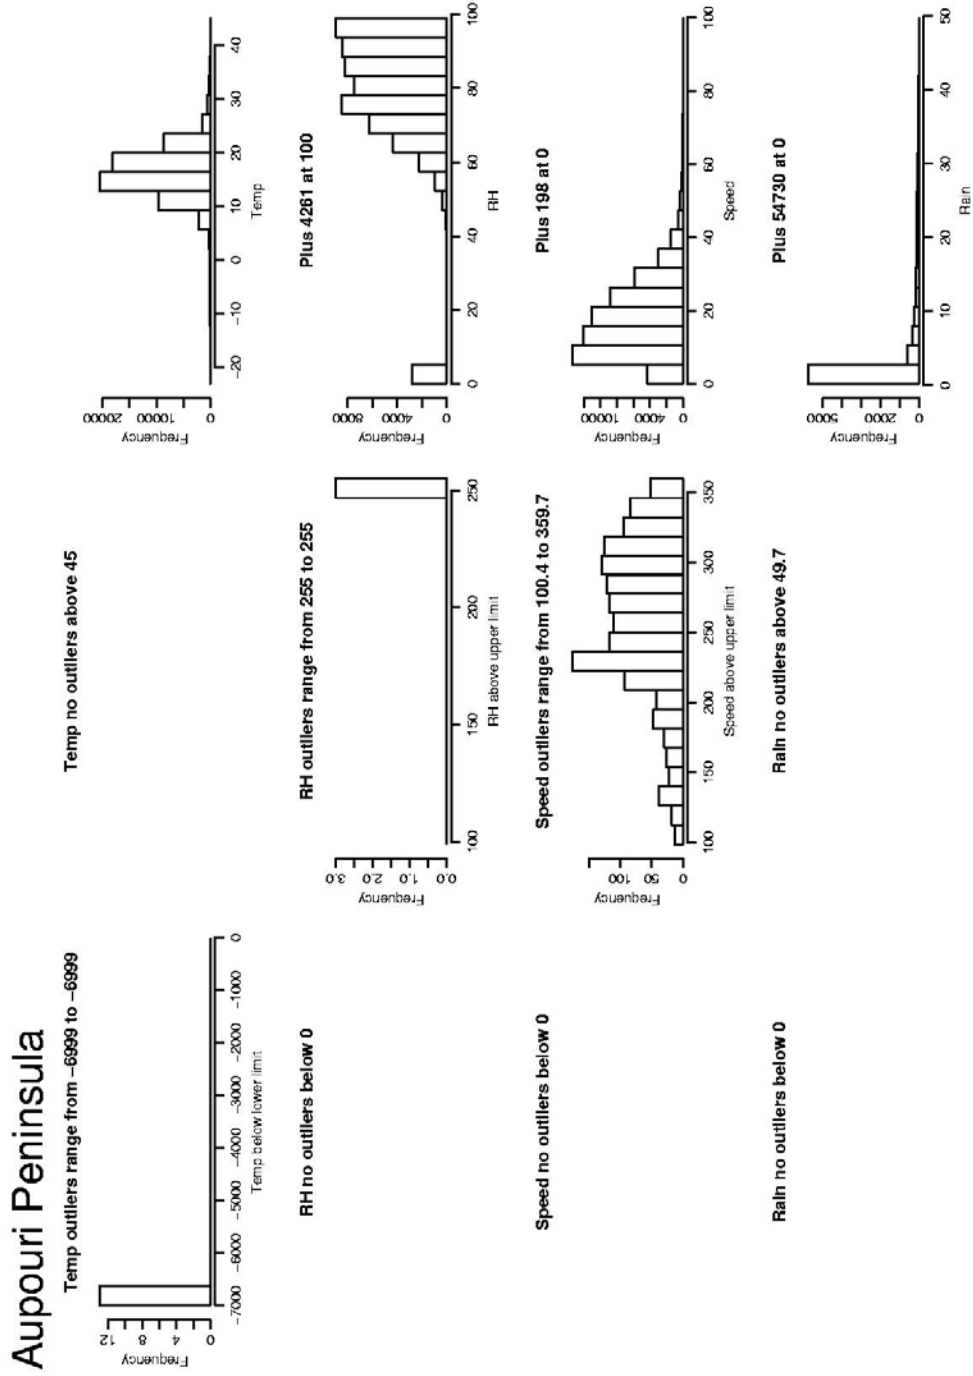 Aupouri Peninsula
Temp outliers range from −6999 to −6999
Frequency
0 4 8 12
−7000 −6000 −5000 −4000 −3000 −2000 −1000 0
Temp below lower limit
Temp no outliers above 45
Frequency
0 10000 20000
−20 −10 0 10 20 30 40
Temp
RH no outliers below 0
RH outliers range from 255 to 255
Frequency
0.0 1.0 2.0 3.0
100 150 200 250
RH above upper limit
Plus 4261 at 100
Frequency
0 4000 8000
0 20 40 60 80 100
RH
Speed no outliers below 0
Speed outliers range from 100.4 to 359.7
Frequency
0 50 100
100 150 200 250 300 350
Speed above upper limit
Plus 198 at 0
Frequency
0 4000 10000
0 20 40 60 80 100
Speed
Rain no outliers below 0
Rain no outliers above 49.7
Plus 54730 at 0
Frequency
0 2000 5000
0 10 20 30 40 50
Rain